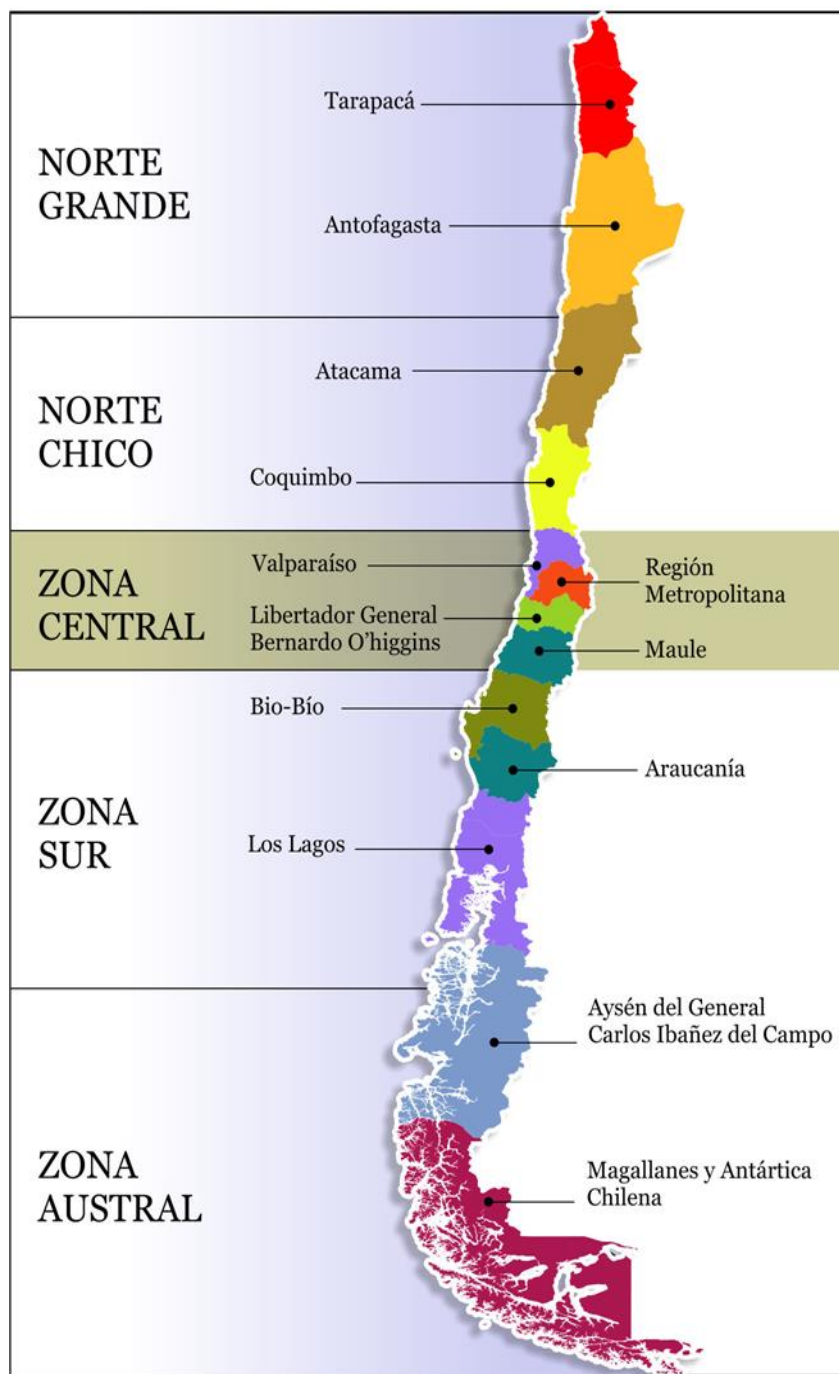 Tarapacá
NORTE
GRANDE
Antofagasta
Atacama
NORTE
CHICO
Coquimbo
Valparaíso
Región
Metropolitana
ZONA
CENTRAL
Libertador General
Bernardo O’higgins
Maule
Bio-Bío
Araucanía
ZONA
SUR
Los Lagos
Aysén del General
Carlos Ibañez del Campo
ZONA
AUSTRAL
Magallanes y Antártica
Chilena